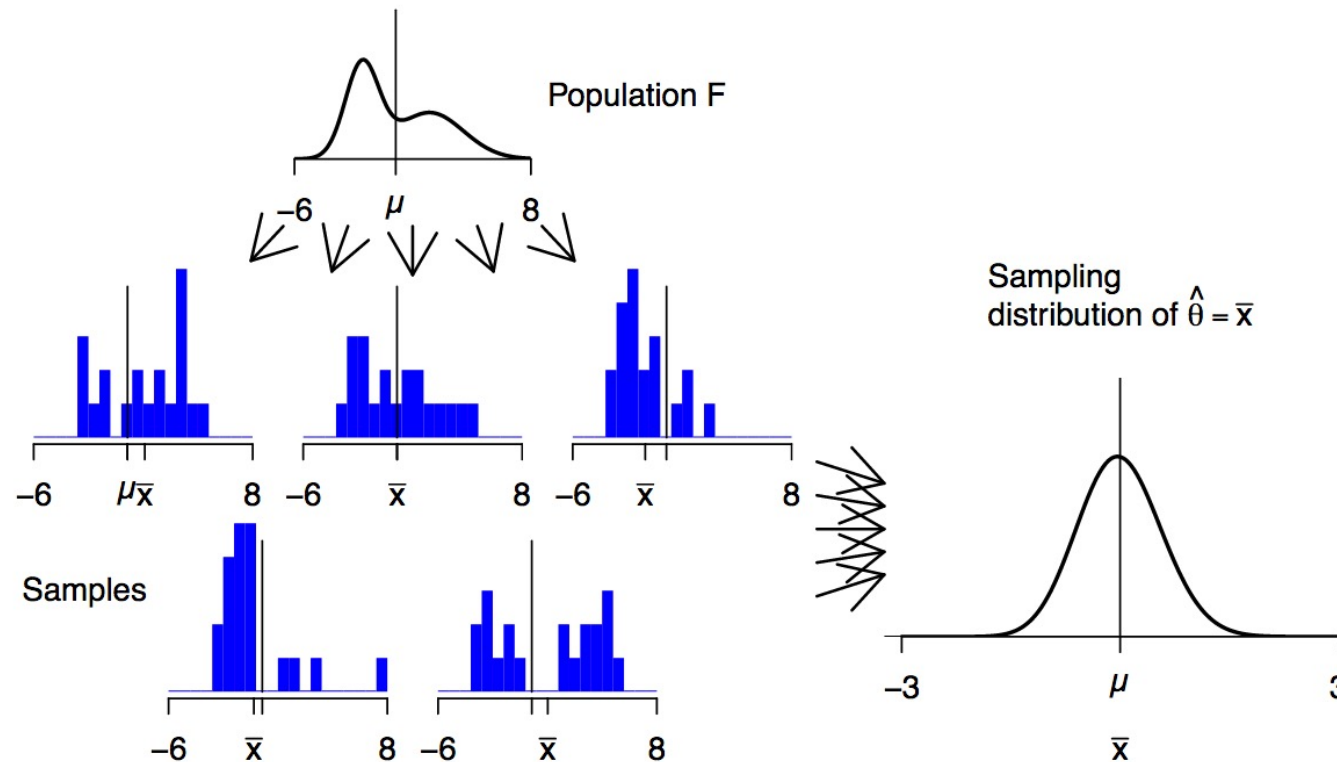 Population F
−6 μ 8
Sampling
distribution of θ̂ = x̄
−6 μ x̄ 8
−6 x̄ 8
−6 x̄ 8
Samples
−6 x̄ 8
−6 x̄ 8
−3 μ 3
x̄